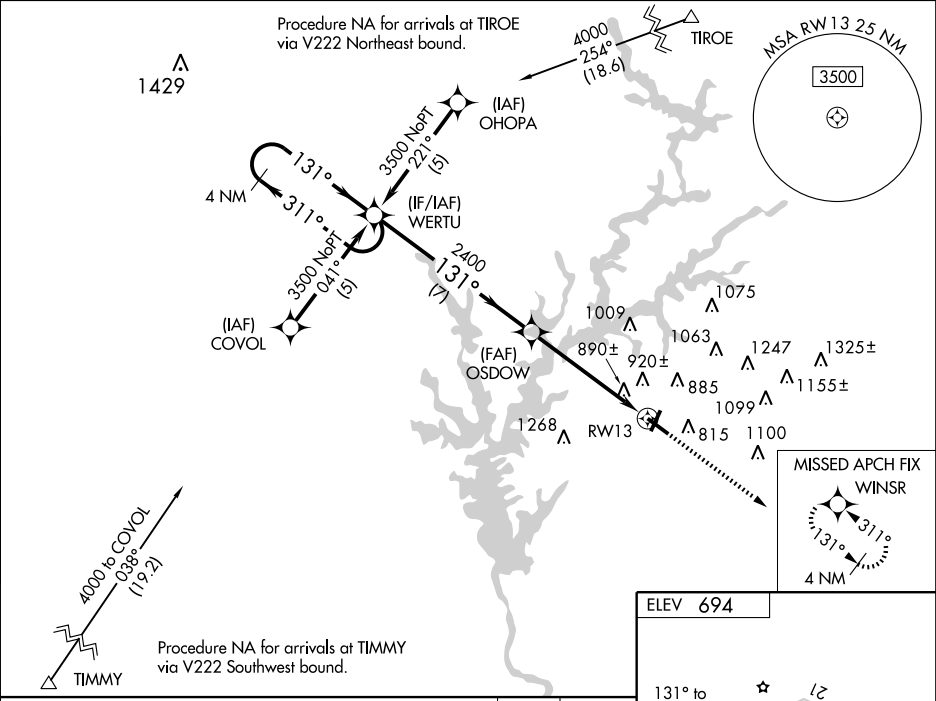 Procedure NA for arrivals at TIROE
via V222 Northeast bound.
4000
254°
(18.6)
TIROE
MSA RW13 25 NM
3500
1429
(IAF)
OHOPA
3500 NoPT
221°
(5)
131°
4 NM
311°
(IF/IAF)
WERTU
3500 NoPT
041°
(5)
2400
131°
(7)
(IAF)
COVOL
(FAF)
OSDOW
1009
1075
890±
920±
1063
1247
1325±
885
1155±
1099
1268
RW13
815
1100
MISSED APCH FIX
WINSR
311°
131°
4 NM
4000 to COVOL
038°
(19.2)
TIMMY
Procedure NA for arrivals at TIMMY
via V222 Southwest bound.
ELEV 694
131° to
21